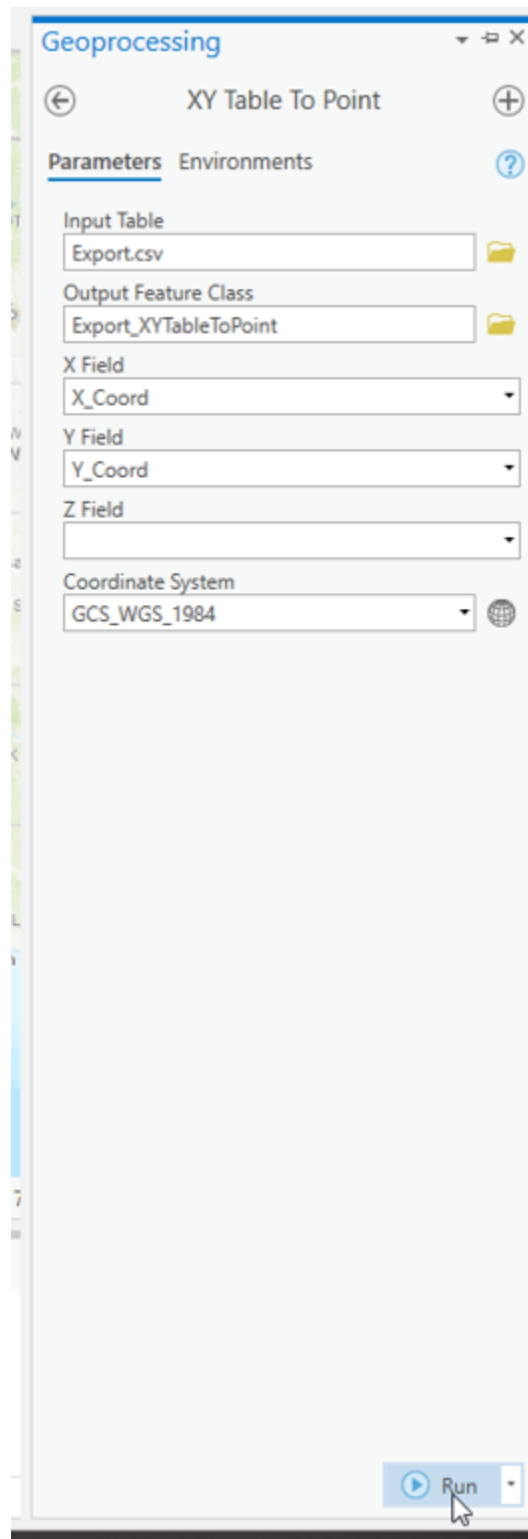 Geoprocessing
XY Table To Point
Parameters Environments
Input Table
Export.csv
Output Feature Class
Export_XYTableToPoint
X Field
X_Coord
Y Field
Y_Coord
Z Field
Coordinate System
GCS_WGS_1984
Run